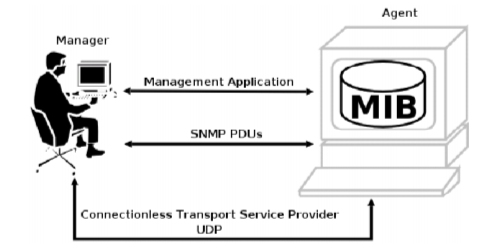 Agent
Manager
Management Application
MIB
SNMP PDUs
Connectionless Transport Service Provider
UDP